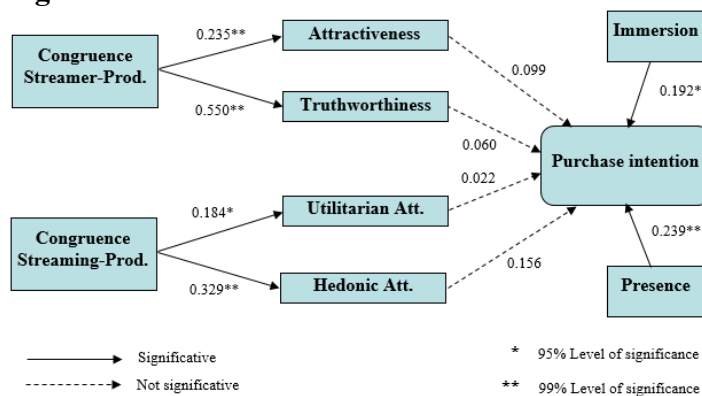 Congruence
Streamer-Prod.
0.235**
0.550**
Attractiveness
Truthworthiness
0.099
0.060
Immersion
0.192*
Purchase intention
Congruence
Streaming-Prod.
0.184*
0.329**
Utilitarian Att.
Hedonic Att.
0.022
0.156
0.239**
Presence
Significative
Not significative
* 95% Level of significance
** 99% Level of significance